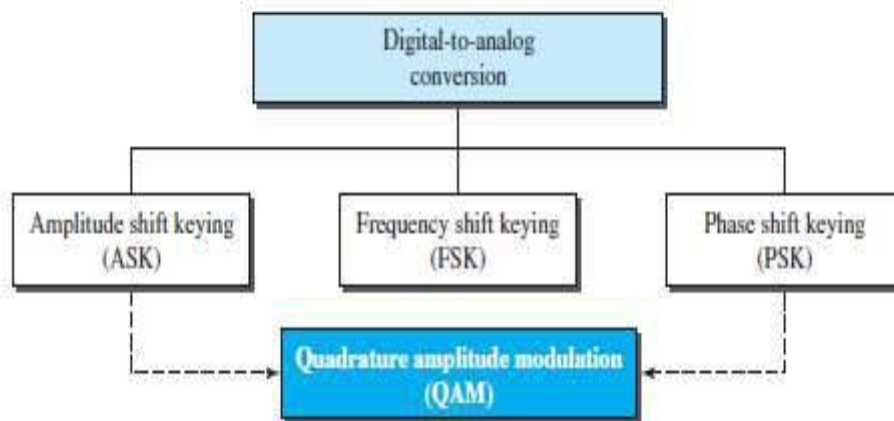 Digital-to-analog
conversion
Amplitude shift keying
(ASK)
Frequency shift keying
(FSK)
Phase shift keying
(PSK)
Quadrature amplitude modulation
(QAM)